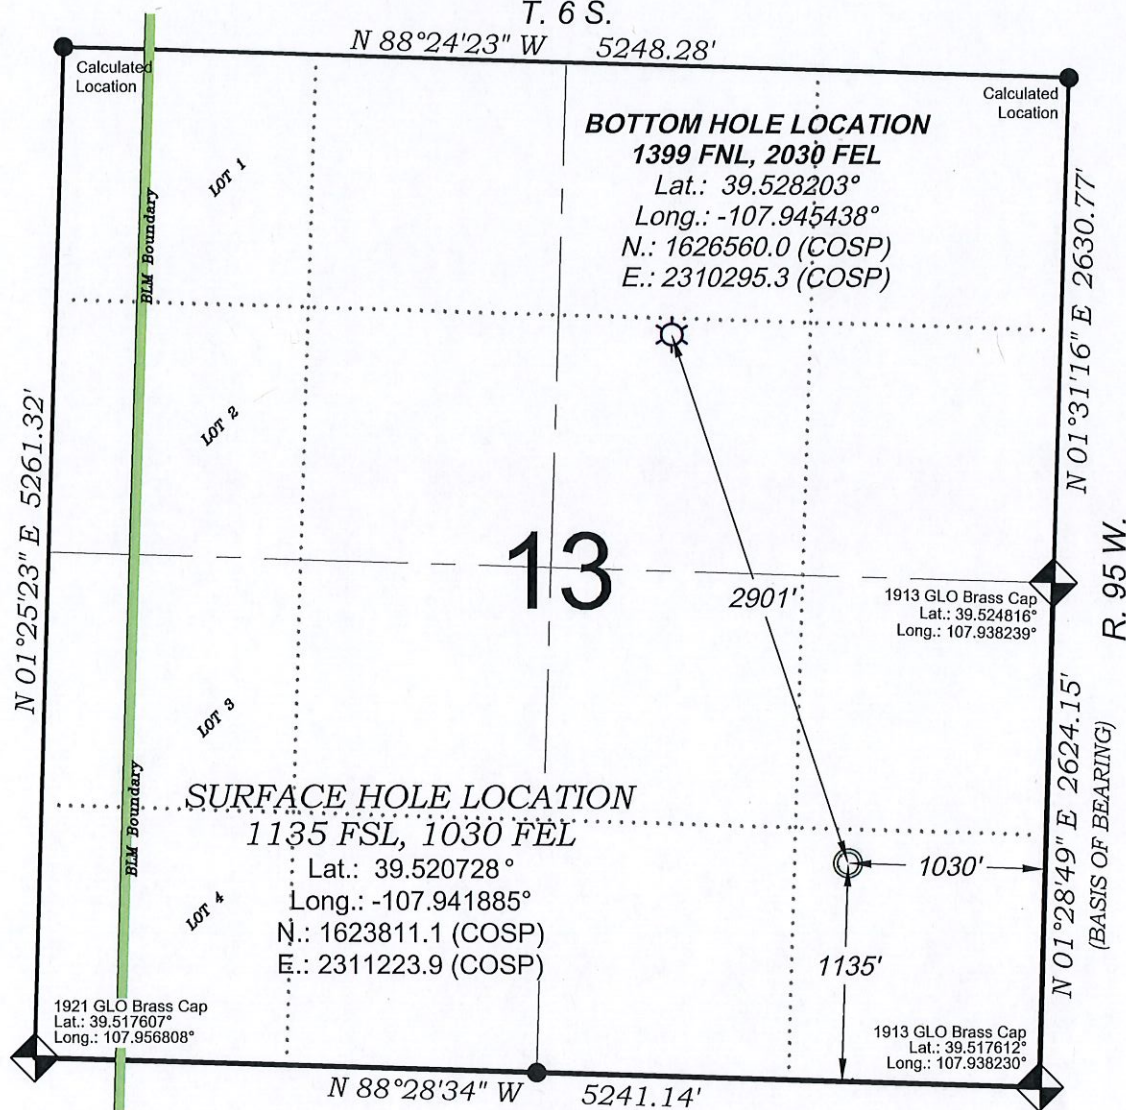 T. 6 S.
N 88°24'23" W 5248.28'
Calculated
Location
Calculated
Location
BOTTOM HOLE LOCATION
1399 FNL, 2030 FEL
Lat.: 39.528203°
Long.: -107.945438°
N.: 1626560.0 (COSP)
E.: 2310295.3 (COSP)
LOT 1
BLM Boundary
N 01°31'16" E 2630.77'
LOT 2
N 01°25'23" E 5261.32'
13
2901'
1913 GLO Brass Cap
Lat.: 39.524816°
Long.: 107.938239°
R. 95 W.
LOT 3
BLM Boundary
SURFACE HOLE LOCATION
1135 FSL, 1030 FEL
Lat.: 39.520728°
Long.: -107.941885°
N.: 1623811.1 (COSP)
E.: 2311223.9 (COSP)
LOT 4
1030'
1135'
N 01°28'49" E 2624.15'
(BASIS OF BEARING)
1921 GLO Brass Cap
Lat.: 39.517607°
Long.: 107.956808°
1913 GLO Brass Cap
Lat.: 39.517612°
Long.: 107.938230°
N 88°28'34" W 5241.14'